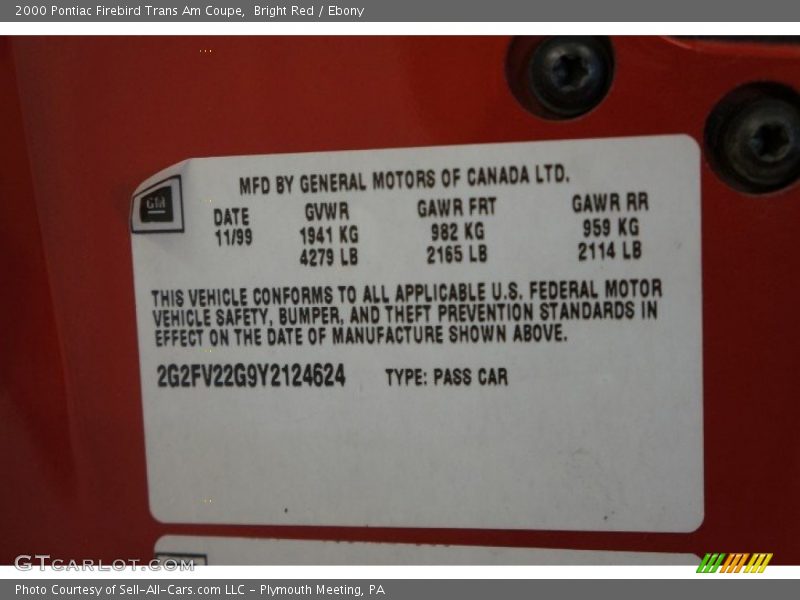 2000 Pontiac Firebird Trans Am Coupe,  Bright Red / Ebony
MFD BY GENERAL MOTORS OF CANADA LTD.
GM
DATE GVWR GAWR FRT GAWR RR
11/99 1941 KG 982 KG 959 KG
4279 LB 2165 LB 2114 LB
THIS VEHICLE CONFORMS TO ALL APPLICABLE U.S. FEDERAL MOTOR
VEHICLE SAFETY, BUMPER, AND THEFT PREVENTION STANDARDS IN
EFFECT ON THE DATE OF MANUFACTURE SHOWN ABOVE.
2G2FV22G9Y2124624 TYPE: PASS CAR
GTCARLOT.COM
Photo Courtesy of Sell-All-Cars.com LLC - Plymouth Meeting, PA